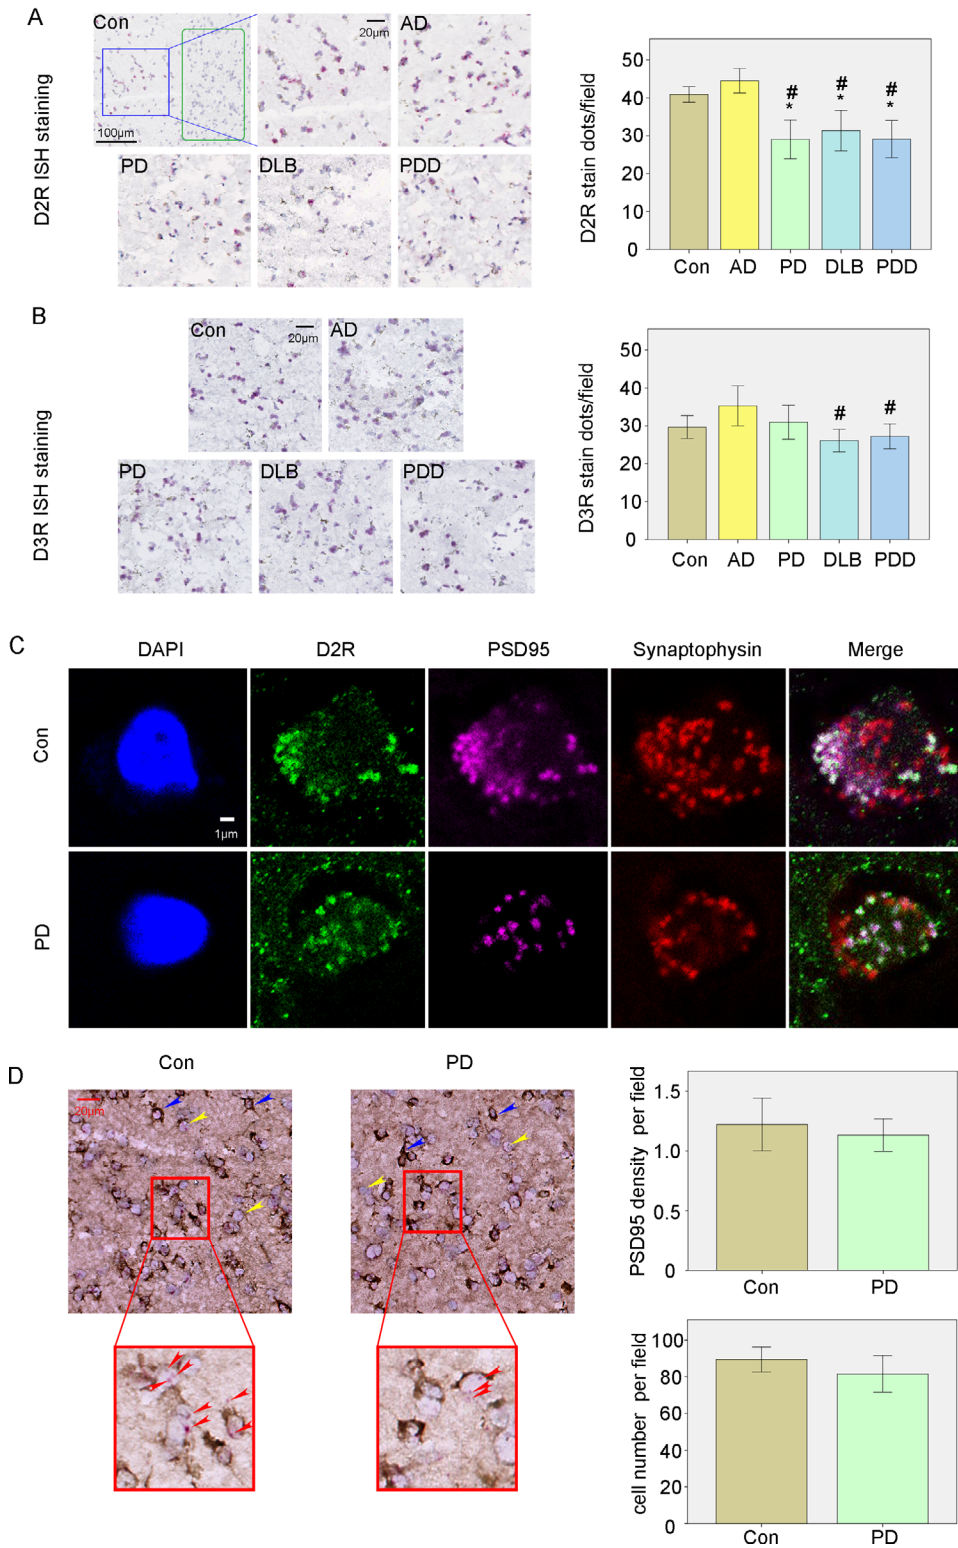 A
D2R ISH staining
Con
20µm
AD
100µm
PD
DLB
PDD
D2R stain dots/field
50
40
30
20
10
0
#
*
#
*
#
*
Con AD PD DLB PDD
B
D3R ISH staining
Con
20µm
AD
PD
DLB
PDD
D3R stain dots/field
50
40
30
20
10
0
#
#
Con AD PD DLB PDD
C
DAPI D2R PSD95 Synaptophysin Merge
Con
1µm
PD
D
Con
PD
20µm
PSD95 density per field
1.5
1.0
0.5
0
Con PD
cell number per field
100
80
60
40
20
0
Con PD